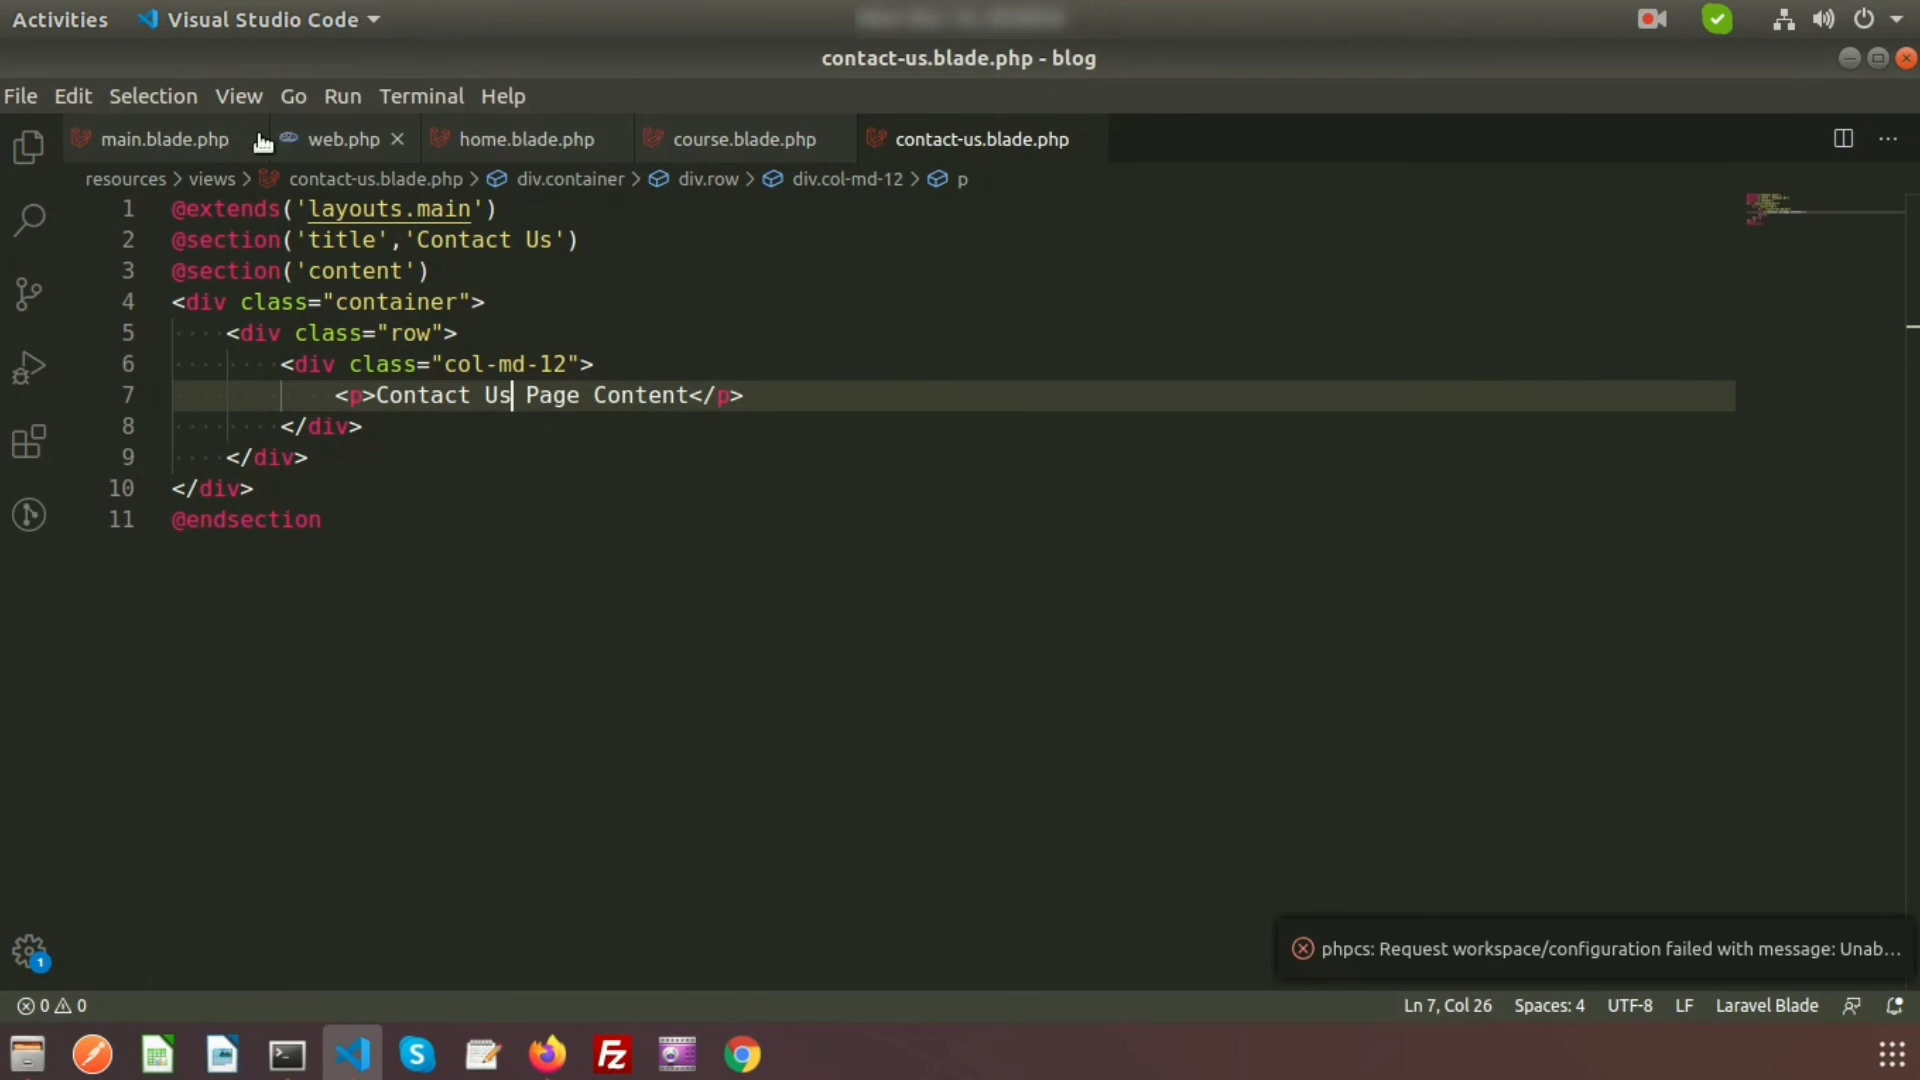 Activities Visual Studio Code
contact-us.blade.php - blog
File Edit Selection View Go Run Terminal Help
main.blade.php web.php home.blade.php course.blade.php contact-us.blade.php
resources > views > contact-us.blade.php > div.container > div.row > div.col-md-12 > p
1 @extends('layouts.main')
2 @section('title','Contact Us')
3 @section('content')
4 <div class="container">
5 <div class="row">
6 <div class="col-md-12">
7 <p>Contact Us Page Content</p>
8 </div>
9 </div>
10 </div>
11 @endsection
1
phpcs: Request workspace/configuration failed with message: Unab...
0 0 Ln 7, Col 26 Spaces: 4 UTF-8 LF Laravel Blade
S Fz